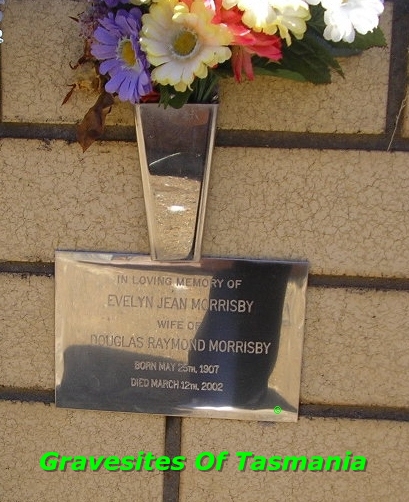 IN LOVING MEMORY OF
EVELYN JEAN MORRISBY
WIFE OF
DOUGLAS RAYMOND MORRISBY
BORN MAY 25TH, 1907
DIED MARCH 12TH, 2002
©
Gravesites Of Tasmania